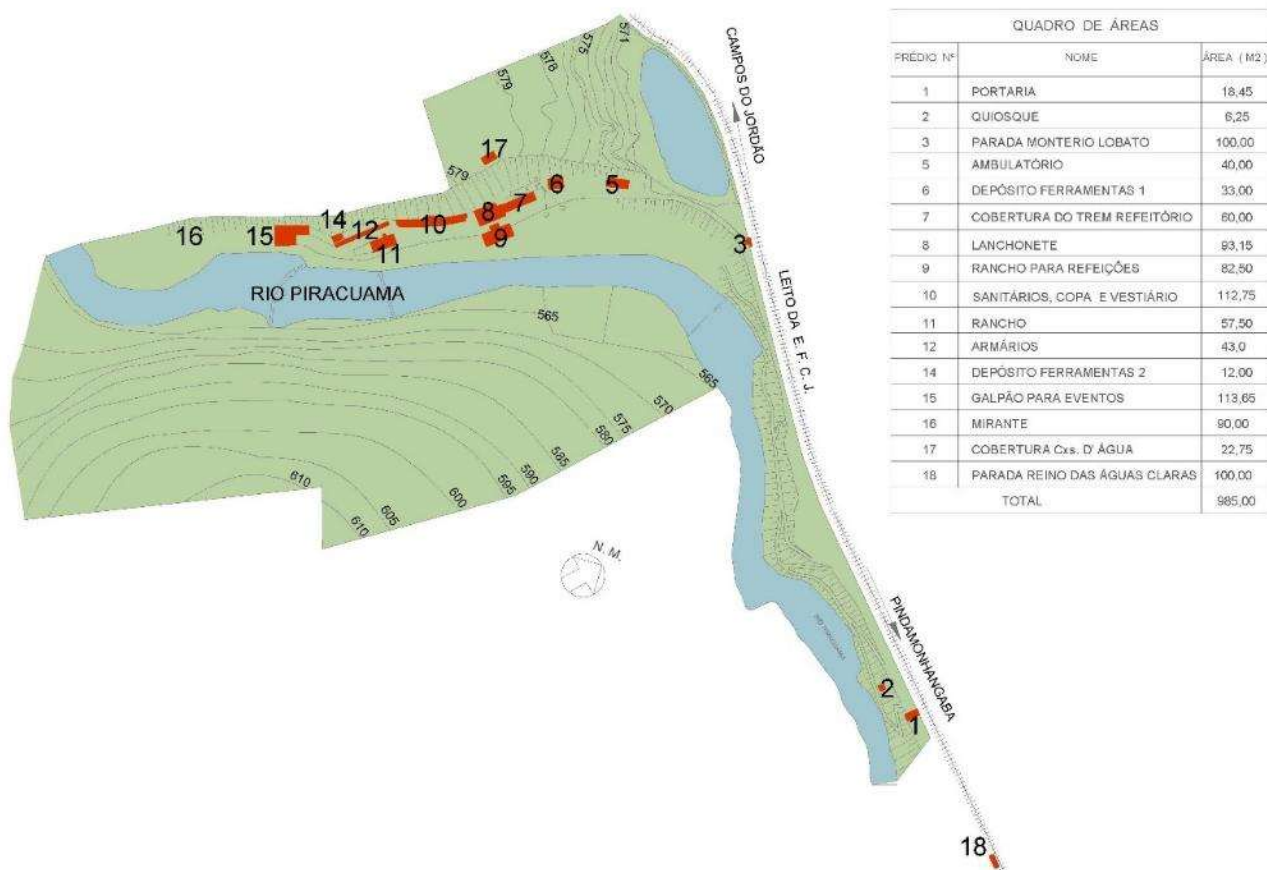 571
575
578
579
CAMPOS DO JORDÃO
17
579
6
5
7
8
14
12
10
16
15
11
9
3
RIO PIRACUAMA
565
LEITO DA E. F. C. J.
565
570
575
580
585
590
595
600
605
610
610
N. M.
RIO PIRACUAMA
PINDAMONHANGABA
2
1
18
QUADRO DE ÁREAS
PRÉDIO Nº NOME ÁREA ( M2 )
1 PORTARIA 18,45
2 QUIOSQUE 6,25
3 PARADA MONTERIO LOBATO 100,00
5 AMBULATÓRIO 40,00
6 DEPÓSITO FERRAMENTAS 1 33,00
7 COBERTURA DO TREM REFEITÓRIO 60,00
8 LANCHONETE 93,15
9 RANCHO PARA REFEIÇÕES 82,50
10 SANITÁRIOS, COPA E VESTIÁRIO 112,75
11 RANCHO 57,50
12 ARMÁRIOS 43,0
14 DEPÓSITO FERRAMENTAS 2 12,00
15 GALPÃO PARA EVENTOS 113,65
16 MIRANTE 90,00
17 COBERTURA Cxs. D' ÁGUA 22,75
18 PARADA REINO DAS ÁGUAS CLARAS 100,00
TOTAL 985,00